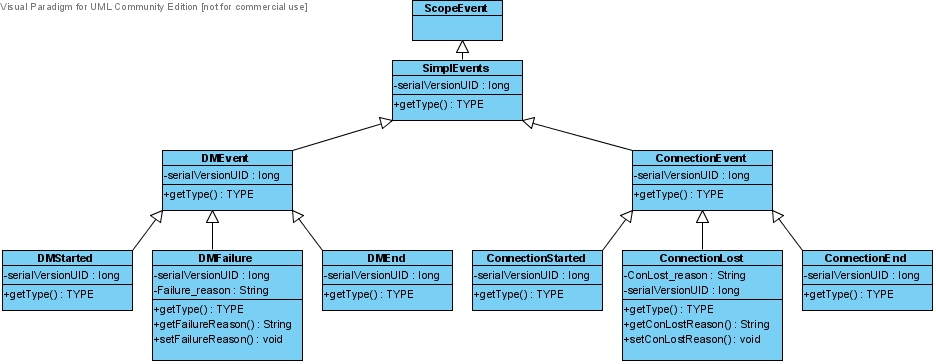 Visual Paradigm for UML Community Edition [not for commercial use]
ScopeEvent
SimplEvents
-serialVersionUID : long
+getType() : TYPE
DMEvent
-serialVersionUID : long
+getType() : TYPE
ConnectionEvent
-serialVersionUID : long
+getType() : TYPE
DMStarted
-serialVersionUID : long
+getType() : TYPE
DMFailure
-serialVersionUID : long
-Failure_reason : String
+getType() : TYPE
+getFailureReason() : String
+setFailureReason() : void
DMEnd
-serialVersionUID : long
+getType() : TYPE
ConnectionStarted
-serialVersionUID : long
+getType() : TYPE
ConnectionLost
-ConLost_reason : String
-serialVersionUID : long
+getType() : TYPE
+getConLostReason() : String
+setConLostReason() : void
ConnectionEnd
-serialVersionUID : long
+getType() : TYPE